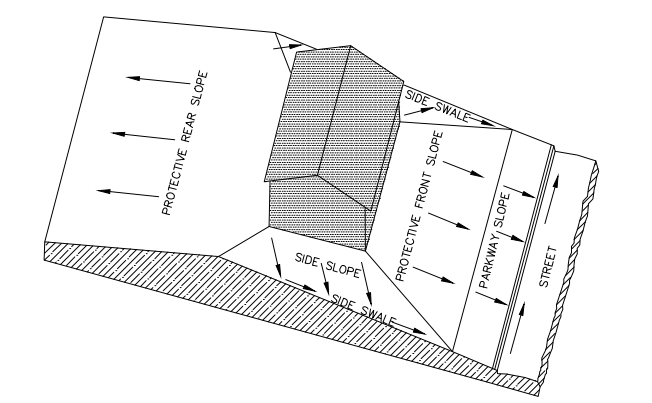 PROTECTIVE REAR SLOPE
SIDE SWALE
PROTECTIVE FRONT SLOPE
PARKWAY SLOPE
STREET
SIDE SLOPE
SIDE SWALE